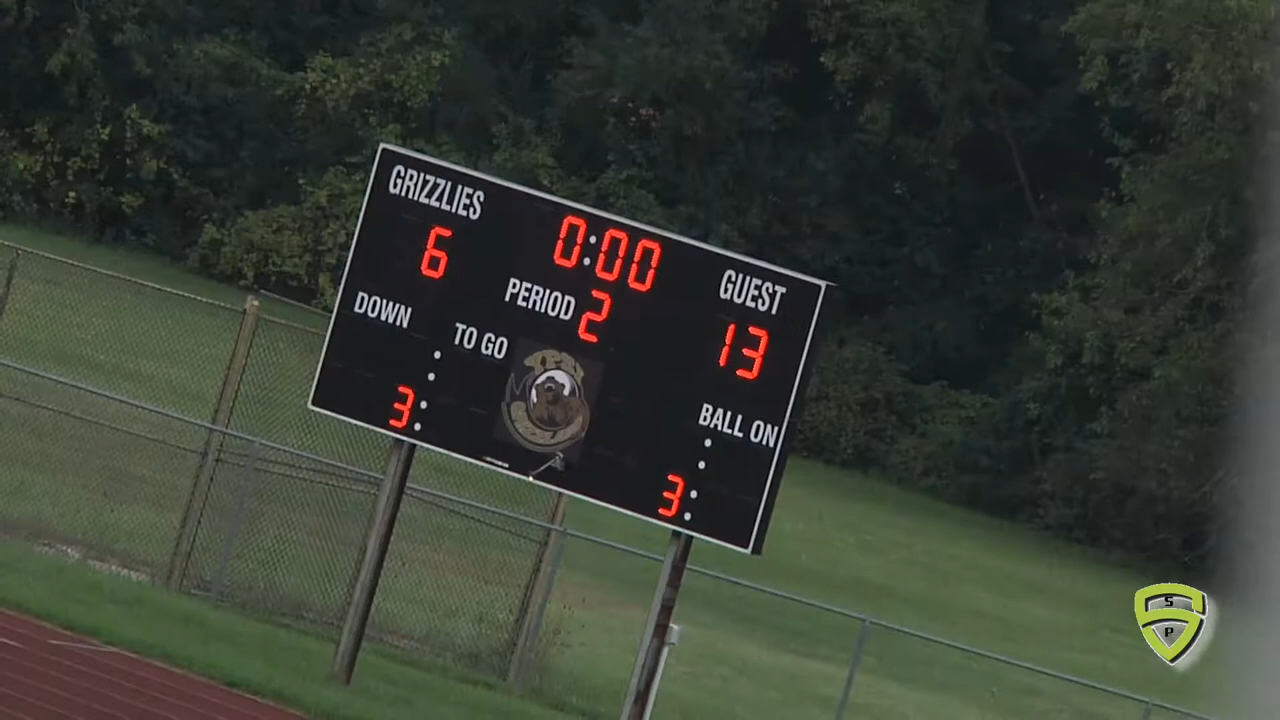 GRIZZLIES
6
0:00
PERIOD 2
GUEST
13
DOWN
TO GO
BALL ON
3
3
S
P